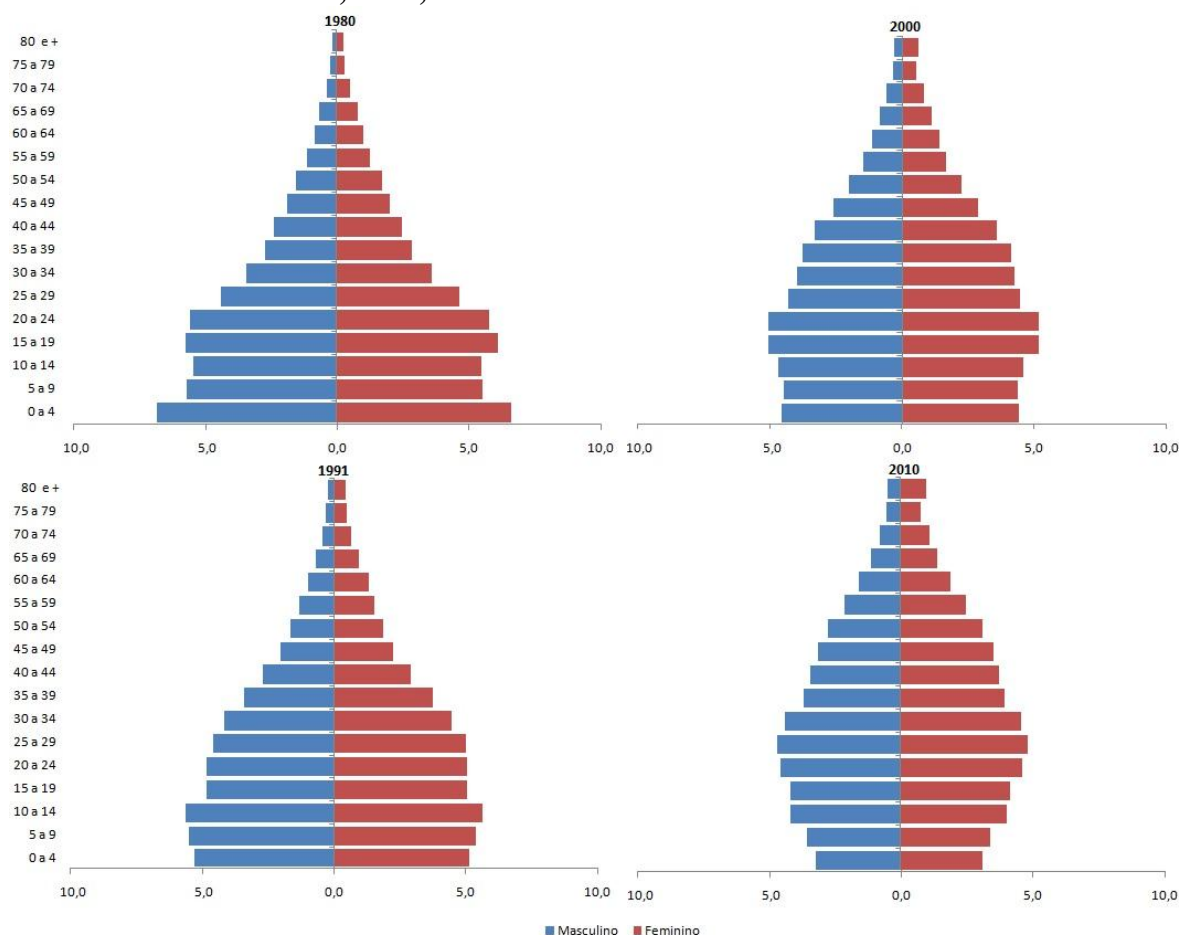 1980
80 e +
75 a 79
70 a 74
65 a 69
60 a 64
55 a 59
50 a 54
45 a 49
40 a 44
35 a 39
30 a 34
25 a 29
20 a 24
15 a 19
10 a 14
5 a 9
0 a 4
10,0 5,0 0,0 5,0 10,0
2000
10,0 5,0 0,0 5,0 10,0
1991
80 e +
75 a 79
70 a 74
65 a 69
60 a 64
55 a 59
50 a 54
45 a 49
40 a 44
35 a 39
30 a 34
25 a 29
20 a 24
15 a 19
10 a 14
5 a 9
0 a 4
10,0 5,0 0,0 5,0 10,0
2010
10,0 5,0 0,0 5,0 10,0
Masculino Feminino